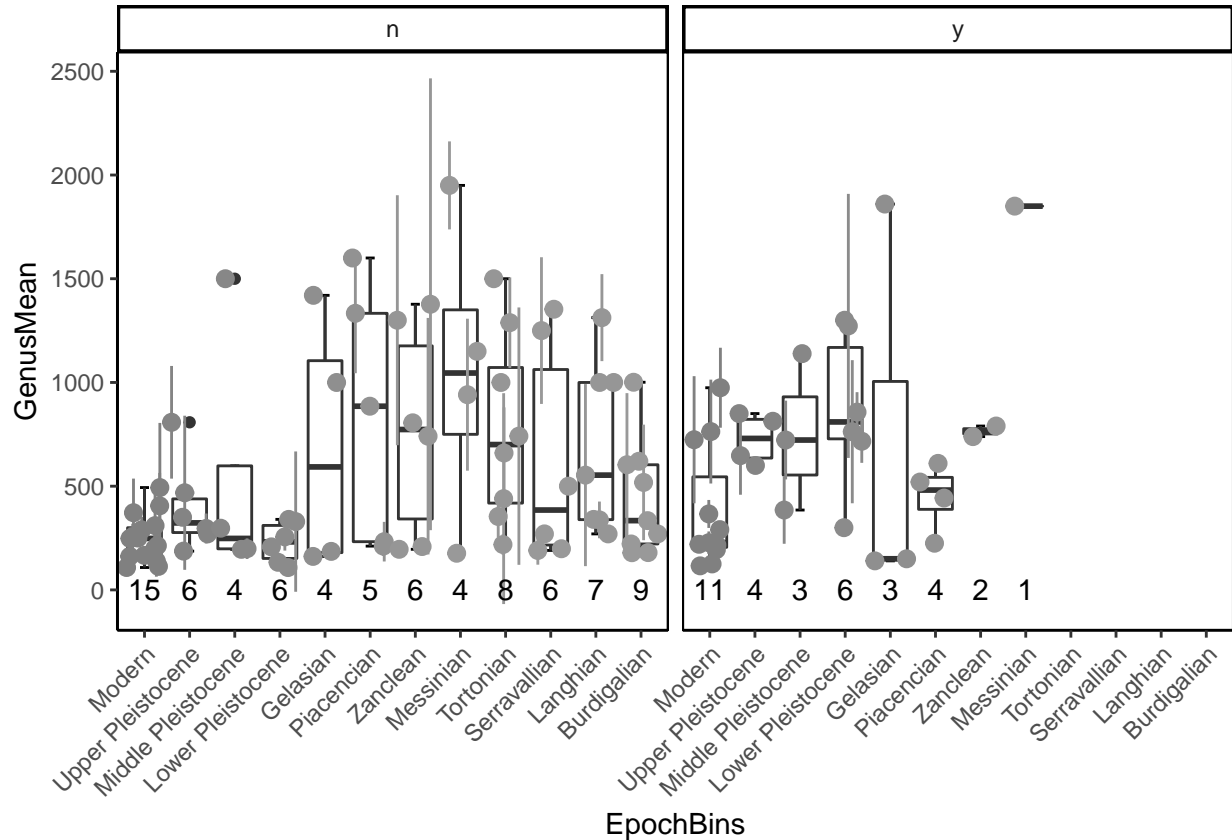 n y
2500
2000
1500
1000
500
0
GenusMean
15 6 4 6 4 5 6 4 8 6 7 9
11 4 3 6 3 4 2 1
Modern
Upper Pleistocene
Middle Pleistocene
Lower Pleistocene
Gelasian
Piacencian
Zanclean
Messinian
Tortonian
Serravallian
Langhian
Burdigalian
Modern
Upper Pleistocene
Middle Pleistocene
Lower Pleistocene
Gelasian
Piacencian
Zanclean
Messinian
Tortonian
Serravallian
Langhian
Burdigalian
EpochBins